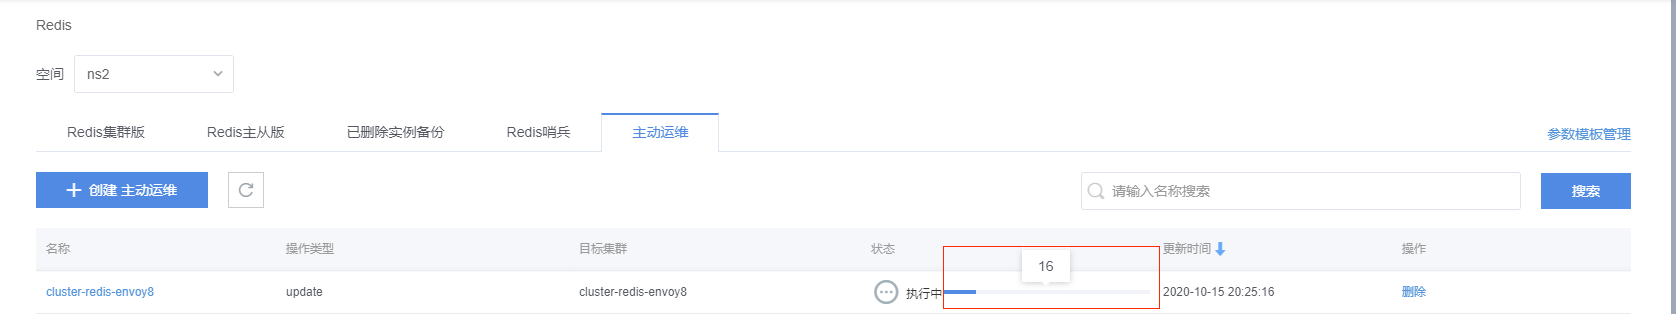 Redis
空间 ns2
Redis集群版 Redis主从版 已删除实例备份 Redis哨兵 主动运维 参数模板管理
创建 主动运维 请输入名称搜索 搜索
名称 操作类型 目标集群 状态 更新时间 操作
16
cluster-redis-envoy8 update cluster-redis-envoy8 执行中 2020-10-15 20:25:16 删除